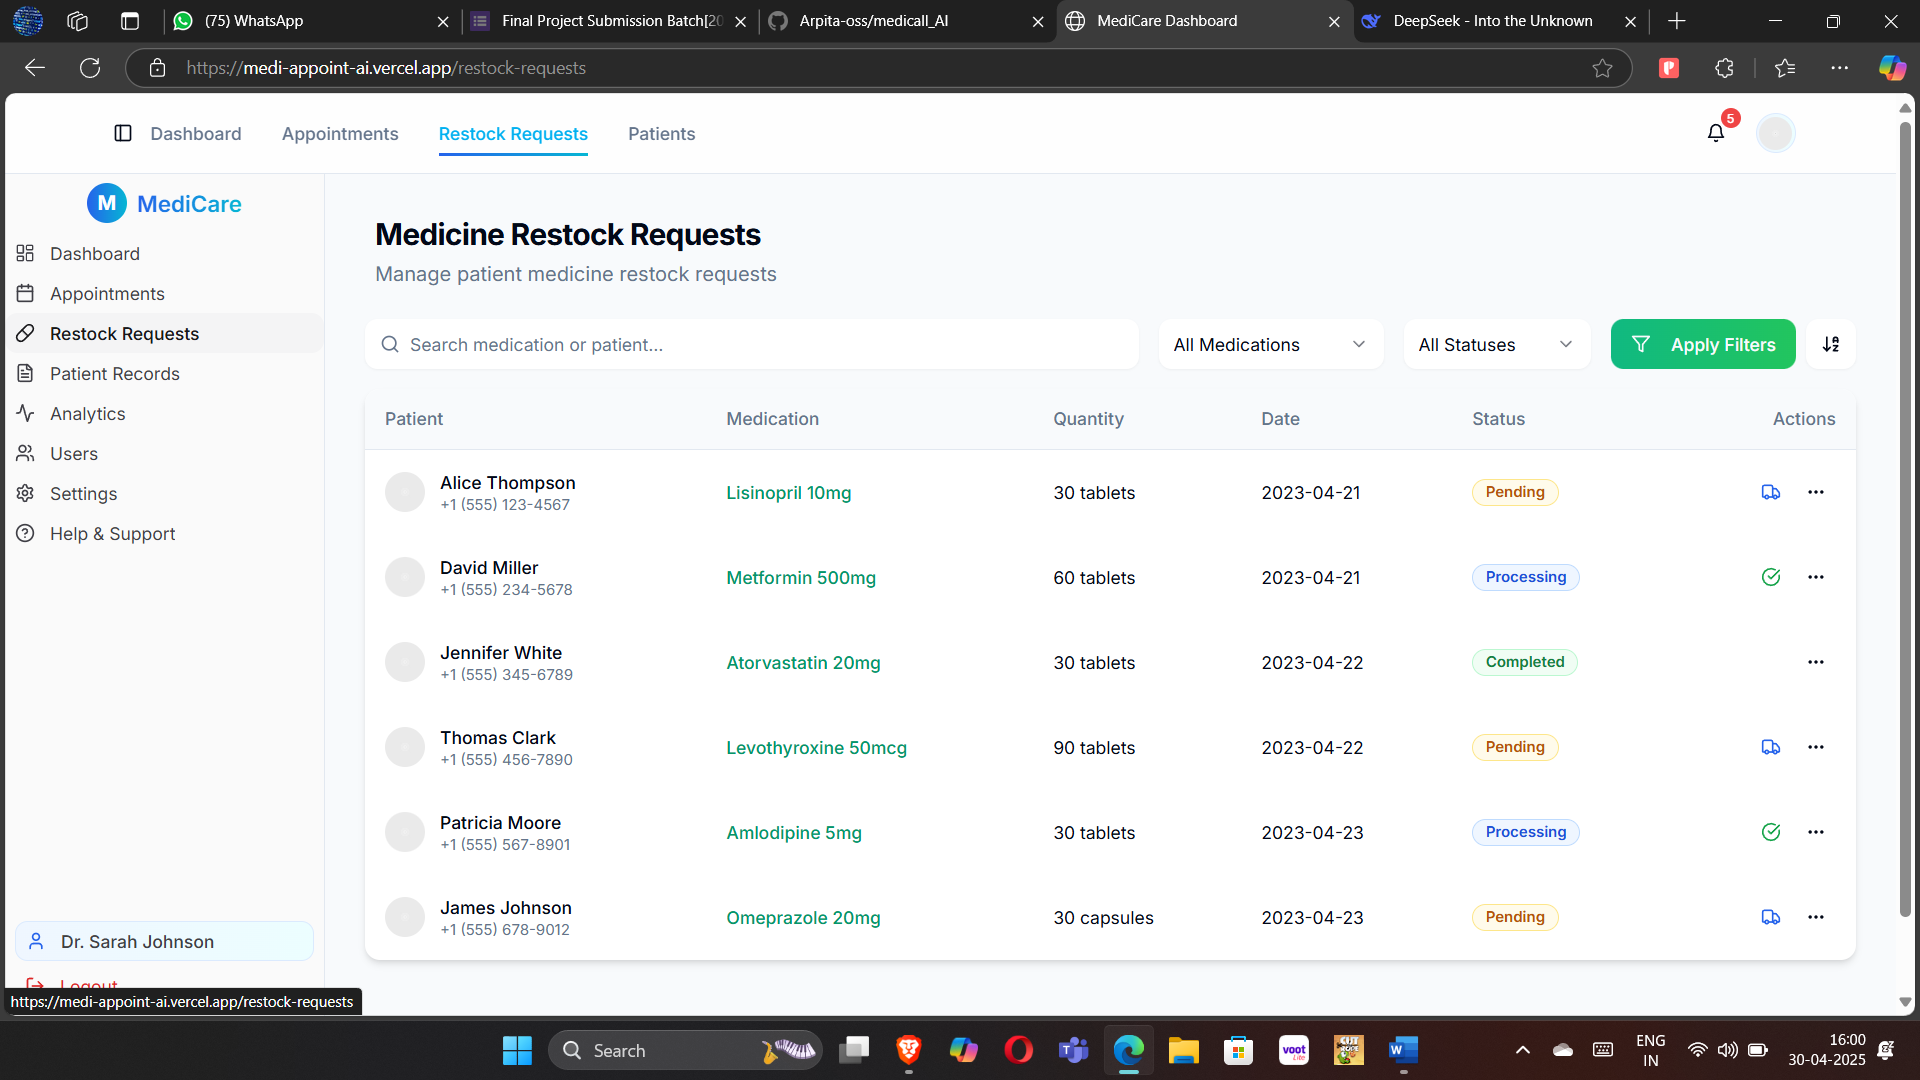 (75) WhatsApp
Final Project Submission Batch[20
Arpita-oss/medicall_AI
MediCare Dashboard
DeepSeek - Into the Unknown
https://medi-appoint-ai.vercel.app/restock-requests
Dashboard Appointments Restock Requests Patients
5
M MediCare
Dashboard
Appointments
Restock Requests
Patient Records
Analytics
Users
Settings
Help & Support
Dr. Sarah Johnson
Logout
https://medi-appoint-ai.vercel.app/restock-requests
Medicine Restock Requests
Manage patient medicine restock requests
Search medication or patient...
All Medications
All Statuses
Apply Filters
Patient Medication Quantity Date Status Actions
Alice Thompson
+1 (555) 123-4567
Lisinopril 10mg 30 tablets 2023-04-21 Pending
David Miller
+1 (555) 234-5678
Metformin 500mg 60 tablets 2023-04-21 Processing
Jennifer White
+1 (555) 345-6789
Atorvastatin 20mg 30 tablets 2023-04-22 Completed
Thomas Clark
+1 (555) 456-7890
Levothyroxine 50mcg 90 tablets 2023-04-22 Pending
Patricia Moore
+1 (555) 567-8901
Amlodipine 5mg 30 tablets 2023-04-23 Processing
James Johnson
+1 (555) 678-9012
Omeprazole 20mg 30 capsules 2023-04-23 Pending
Search
voot
Lite
ENG
IN
16:00
30-04-2025